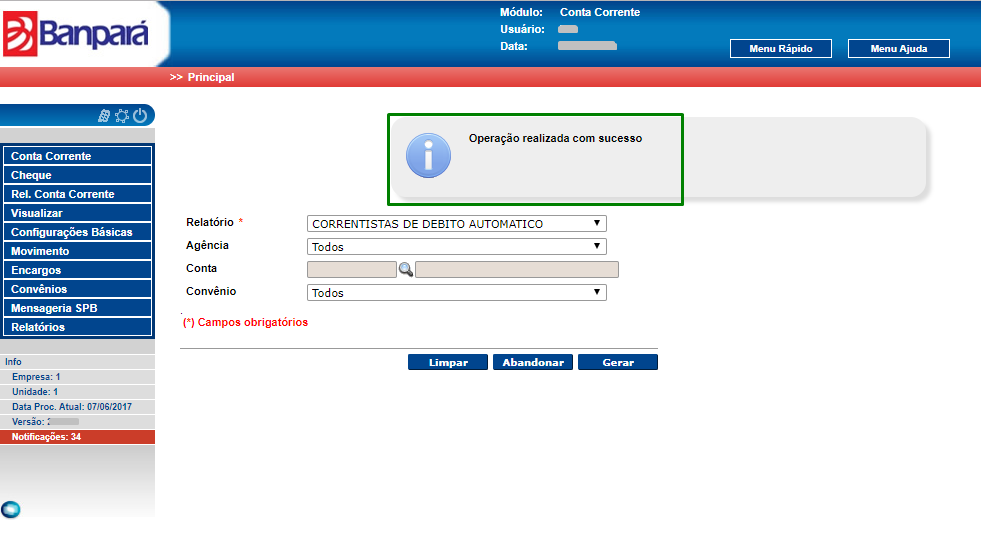 Banpará
Módulo: Conta Corrente
Usuário:
Data:
Menu Rápido
Menu Ajuda
>> Principal
Conta Corrente
Cheque
Rel. Conta Corrente
Visualizar
Configurações Básicas
Movimento
Encargos
Convênios
Mensageria SPB
Relatórios
Info
Empresa: 1
Unidade: 1
Data Proc. Atual: 07/06/2017
Versão:
Notificações: 34
Operação realizada com sucesso
Relatório * CORRENTISTAS DE DEBITO AUTOMATICO
Agência Todos
Conta
Convênio Todos
(*) Campos obrigatórios
Limpar Abandonar Gerar